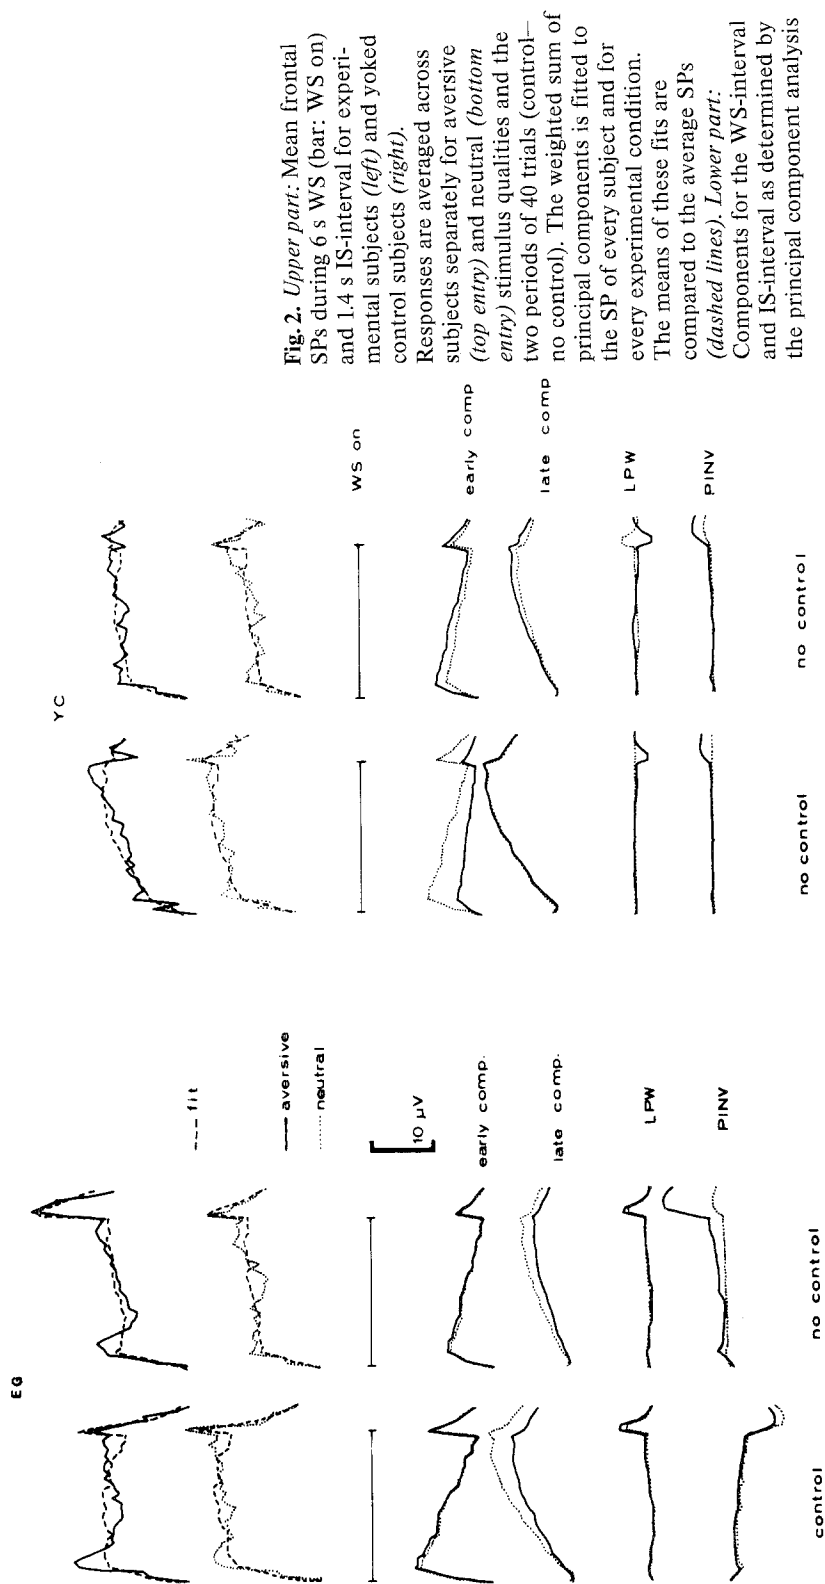 EG
YC
--- fit
— aversive
...... neutral
10 µV
WS on
early comp.
late comp.
LPW
PINV
early comp
late comp
LPW
PINV
control
no control
no control
no control
Fig. 2. Upper part: Mean frontal
SPs during 6 s WS (bar: WS on)
and 1.4 s IS-interval for experi-
mental subjects (left) and yoked
control subjects (right).
Responses are averaged across
subjects separately for aversive
(top entry) and neutral (bottom
entry) stimulus qualities and the
two periods of 40 trials (control–
no control). The weighted sum of
principal components is fitted to
the SP of every subject and for
every experimental condition.
The means of these fits are
compared to the average SPs
(dashed lines). Lower part:
Components for the WS-interval
and IS-interval as determined by
the principal component analysis